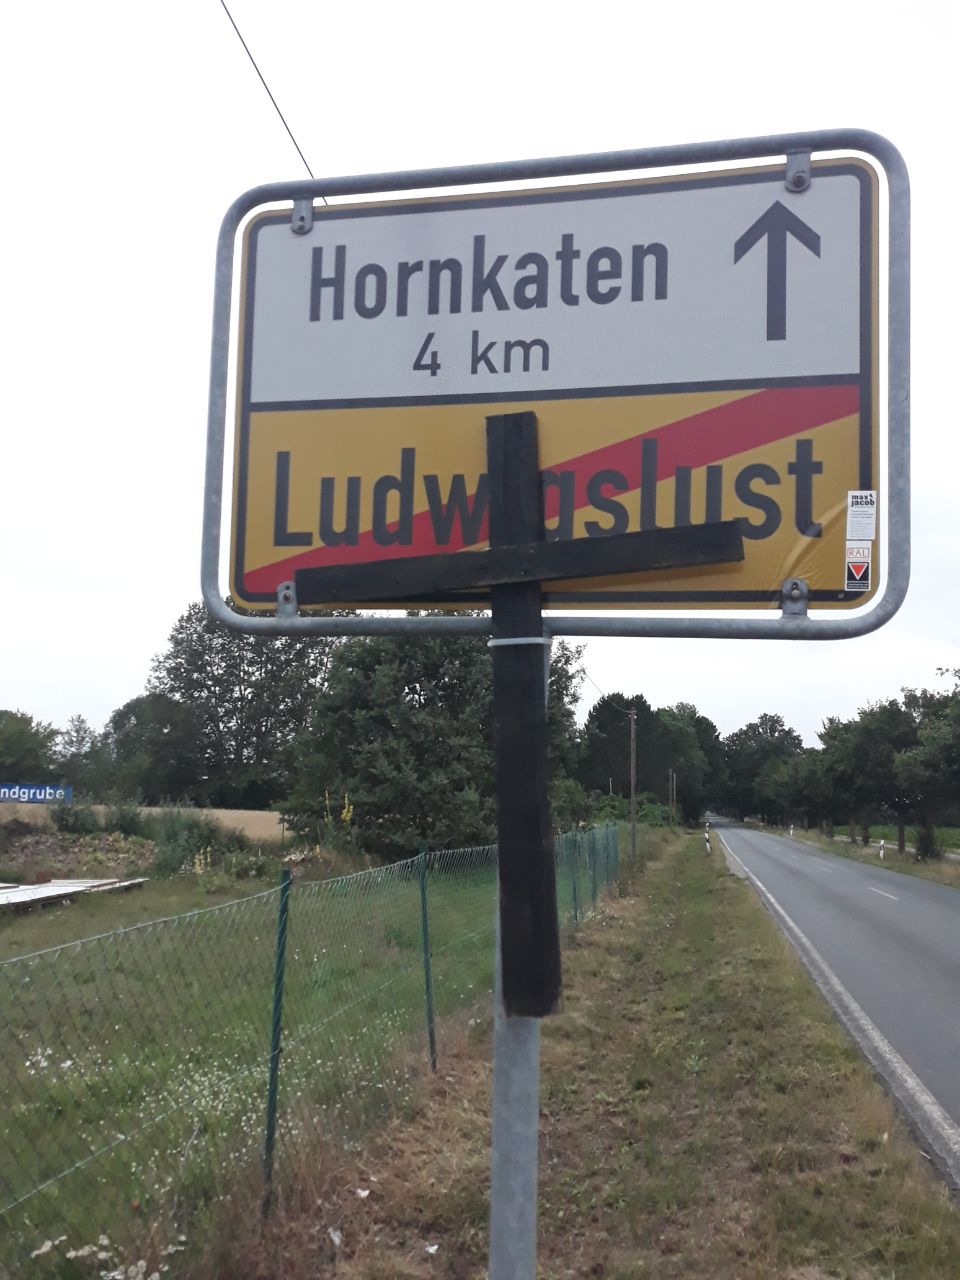 Hornkaten
4 km
Ludwigslust
max
jacob
RAL
ndgrube